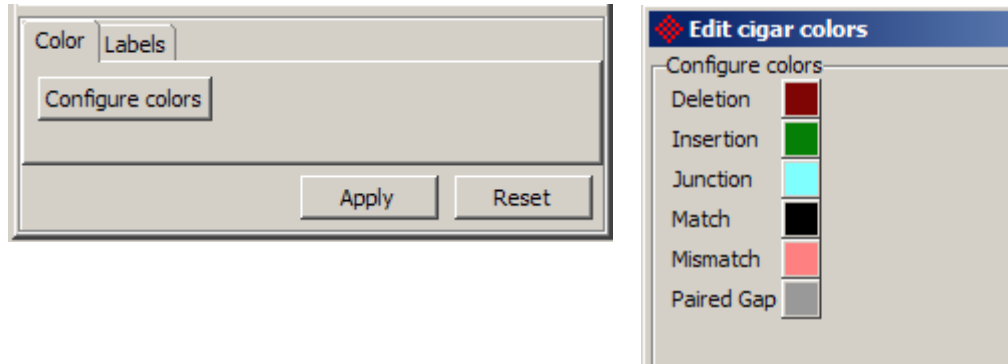 Color
Labels
Configure colors
Apply
Reset
Edit cigar colors
Configure colors
Deletion
Insertion
Junction
Match
Mismatch
Paired Gap